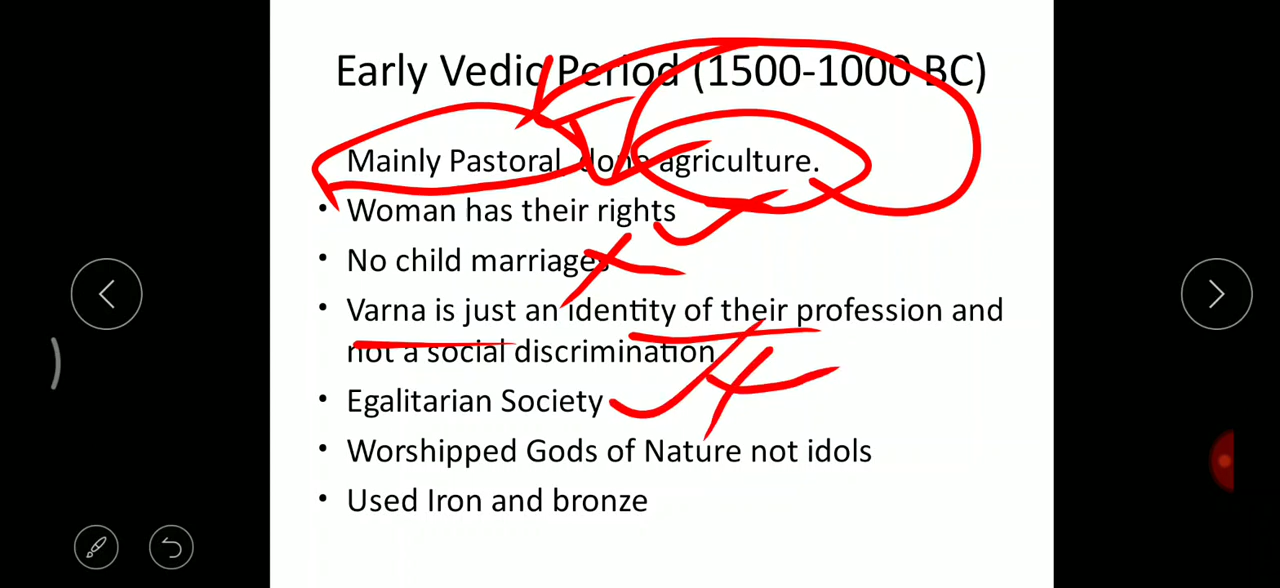 Early Vedic Period (1500-1000 BC)
Mainly Pastoral, done agriculture.
• Woman has their rights
• No child marriages
• Varna is just an identity of their profession and
not a social discrimination
• Egalitarian Society
• Worshipped Gods of Nature not idols
• Used Iron and bronze